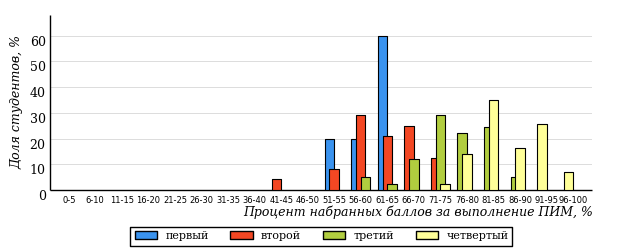 Доля студентов, %
60
50
40
30
20
10
0
0-5 6-10 11-15 16-20 21-25 26-30 31-35 36-40 41-45 46-50 51-55 56-60 61-65 66-70 71-75 76-80 81-85 86-90 91-95 96-100
Процент набранных баллов за выполнение ПИМ, %
первый второй третий четвертый